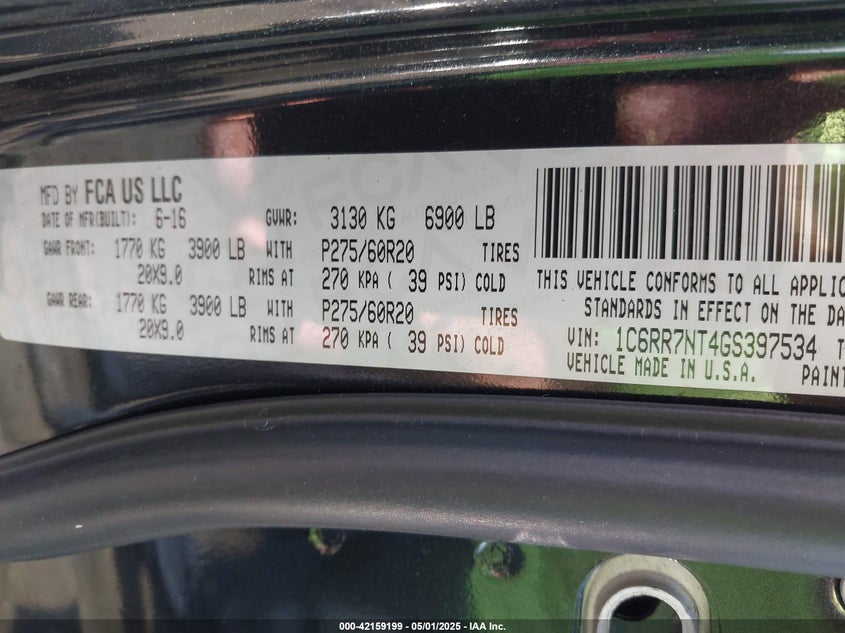 MFD BY FCA US LLC
DATE OF MFR(BUILT): 6-16 GVWR: 3130 KG 6900 LB
GAWR FRONT: 1770 KG 3900 LB WITH P275/60R20 TIRES
20X9.0 RIMS AT 270 KPA ( 39 PSI) COLD
GAWR REAR: 1770 KG 3900 LB WITH P275/60R20 TIRES
20X9.0 RIMS AT 270 KPA ( 39 PSI) COLD
THIS VEHICLE CONFORMS TO ALL APPLIC
STANDARDS IN EFFECT ON THE DA
VIN: 1C6RR7NT4GS397534 T
VEHICLE MADE IN U.S.A. PAINT
000-42159199 - 05/01/2025 - IAA Inc.